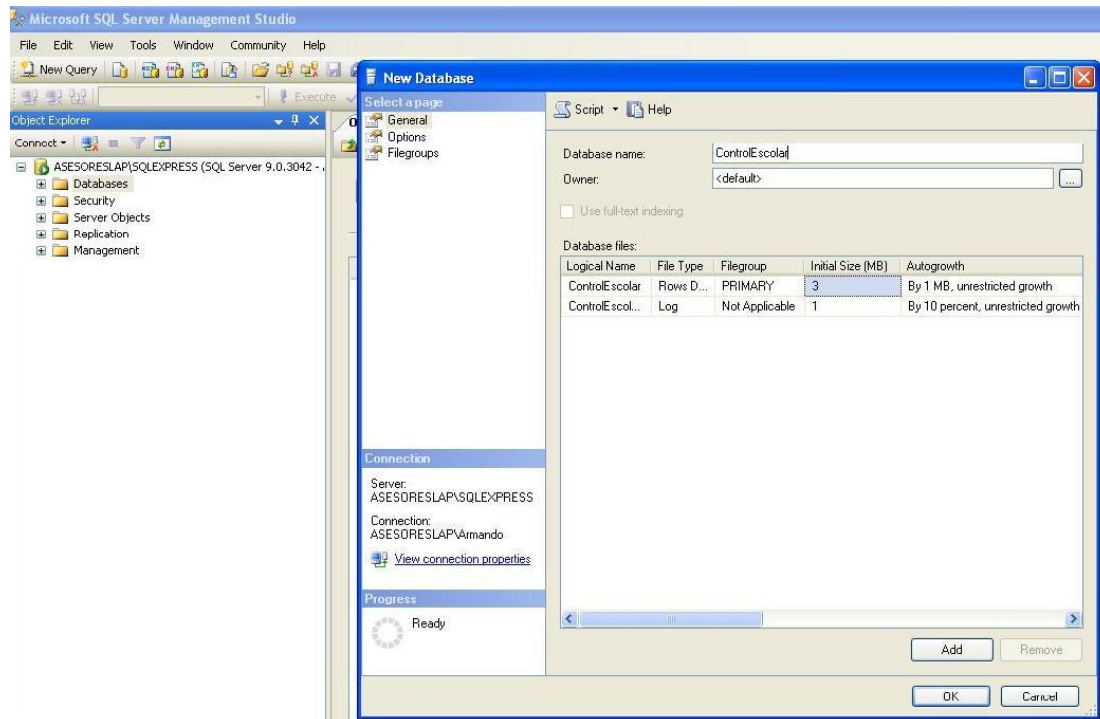 Microsoft SQL Server Management Studio
File Edit View Tools Window Community Help
New Query
Execute
Object Explorer
Connect
ASESORESLAP\SQLEXPRESS (SQL Server 9.0.3042 -
Databases
Security
Server Objects
Replication
Management
New Database
Select a page
General
Options
Filegroups
Script Help
Database name: ControlEscolar
Owner: <default>
...
Use full-text indexing
Database files:
Logical Name File Type Filegroup Initial Size (MB) Autogrowth
ControlEscolar Rows D... PRIMARY 3 By 1 MB, unrestricted growth
ControlEscol... Log Not Applicable 1 By 10 percent, unrestricted growth
Connection
Server:
ASESORESLAP\SQLEXPRESS
Connection:
ASESORESLAP\Armando
View connection properties
Progress
Ready
Add Remove
OK Cancel